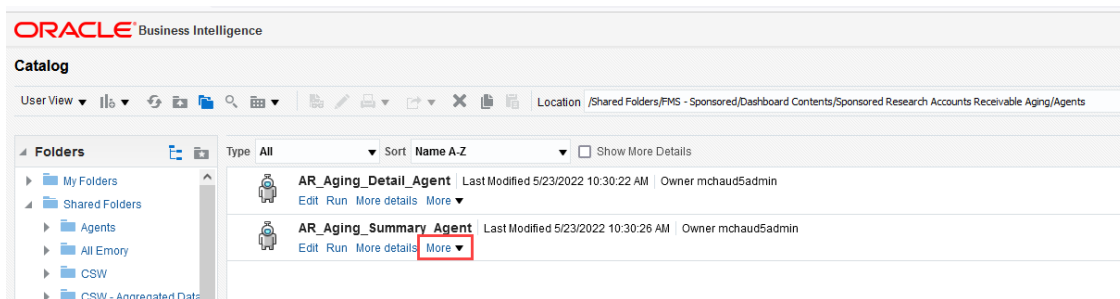 ORACLE Business Intelligence
Catalog
User View Location /Shared Folders/FMS - Sponsored/Dashboard Contents/Sponsored Research Accounts Receivable Aging/Agents
Folders
Type All Sort Name A-Z Show More Details
My Folders
Shared Folders
Agents
All Emory
CSW
CSW - Aggregated Data
AR_Aging_Detail_Agent Last Modified 5/23/2022 10:30:22 AM Owner mchaud5admin
Edit Run More details More
AR_Aging_Summary_Agent Last Modified 5/23/2022 10:30:26 AM Owner mchaud5admin
Edit Run More details More